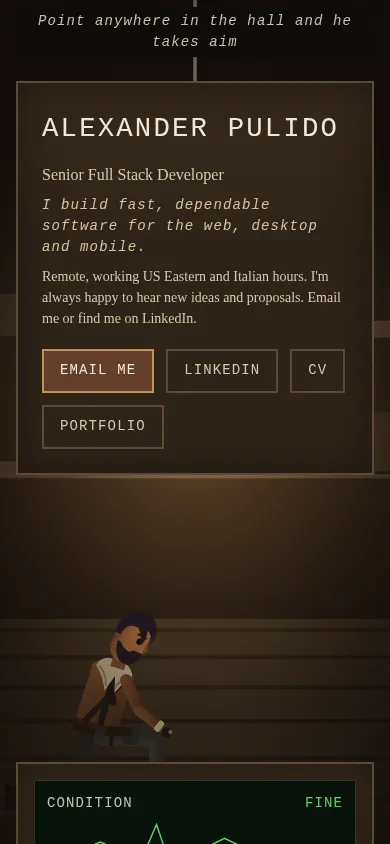 Point anywhere in the hall and he
takes aim
ALEXANDER PULIDO
Senior Full Stack Developer
I build fast, dependable
software for the web, desktop
and mobile.
Remote, working US Eastern and Italian hours. I'm
always happy to hear new ideas and proposals. Email
me or find me on LinkedIn.
EMAIL ME
LINKEDIN
CV
PORTFOLIO
CONDITION
FINE